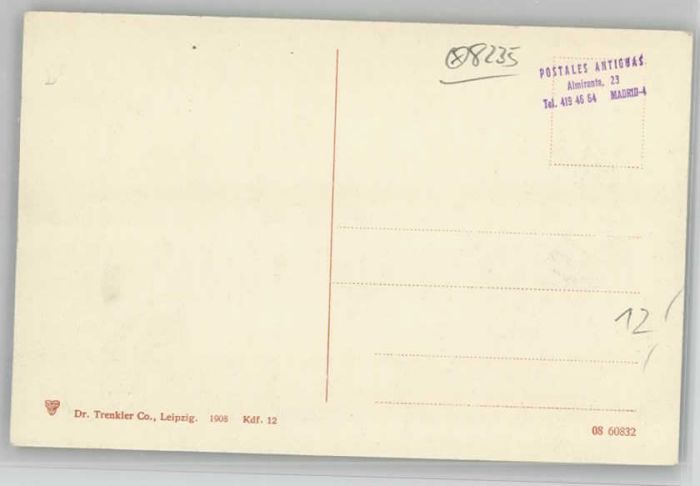 (x)8235
POSTALES ANTIGUAS
Almirante, 23
Tel. 419 46 64 MADRID-4
12
Dr. Trenkler Co., Leipzig. 1908 Kdf. 12
08 60832